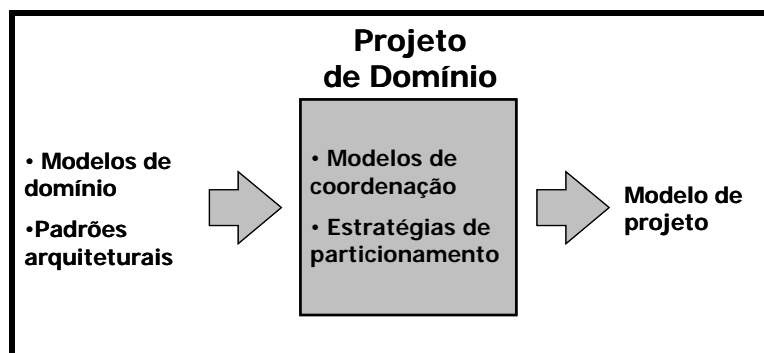 Projeto
de Domínio
• Modelos de
domínio
•Padrões
arquiteturais
• Modelos de
coordenação
• Estratégias de
particionamento
Modelo de
projeto